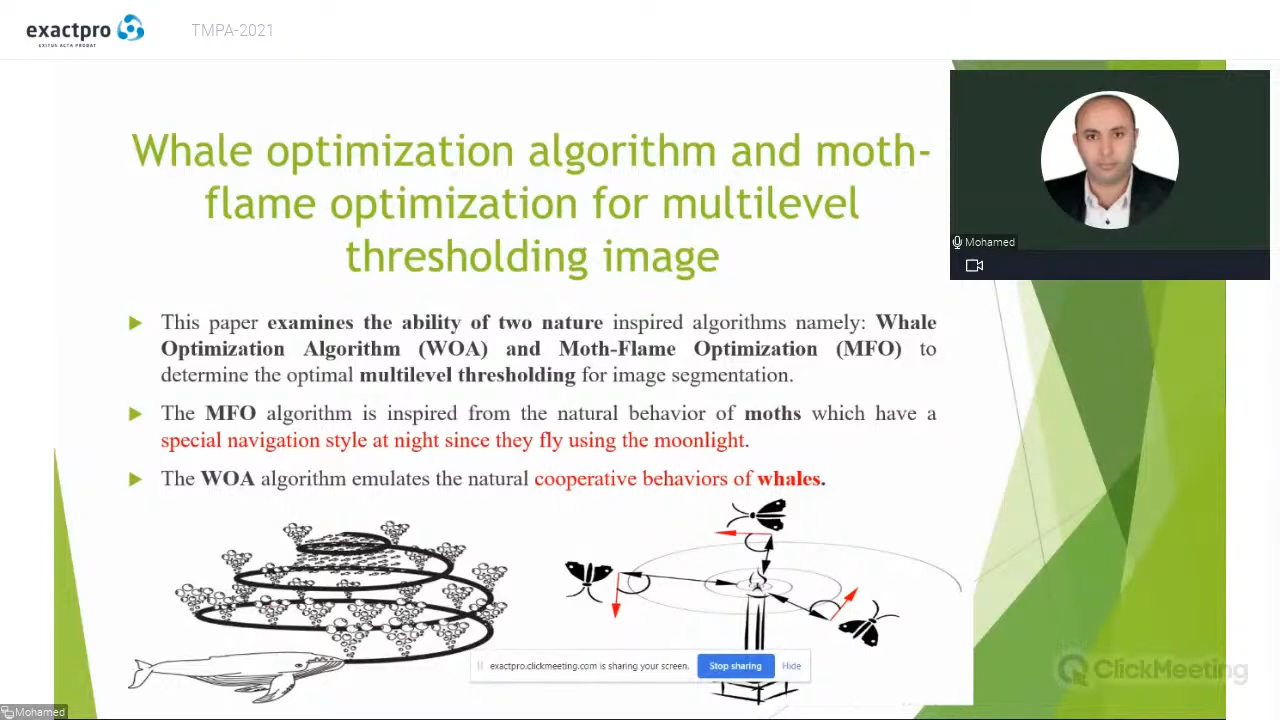 exactpro
EXITUS ACTA PROBAT
TMPA-2021
Whale optimization algorithm and moth-
flame optimization for multilevel
thresholding image
Mohamed
This paper examines the ability of two nature inspired algorithms namely: Whale
Optimization Algorithm (WOA) and Moth-Flame Optimization (MFO) to
determine the optimal multilevel thresholding for image segmentation.
The MFO algorithm is inspired from the natural behavior of moths which have a
special navigation style at night since they fly using the moonlight.
The WOA algorithm emulates the natural cooperative behaviors of whales.
exactpro.clickmeeting.com is sharing your screen. Stop sharing Hide
ClickMeeting
Mohamed